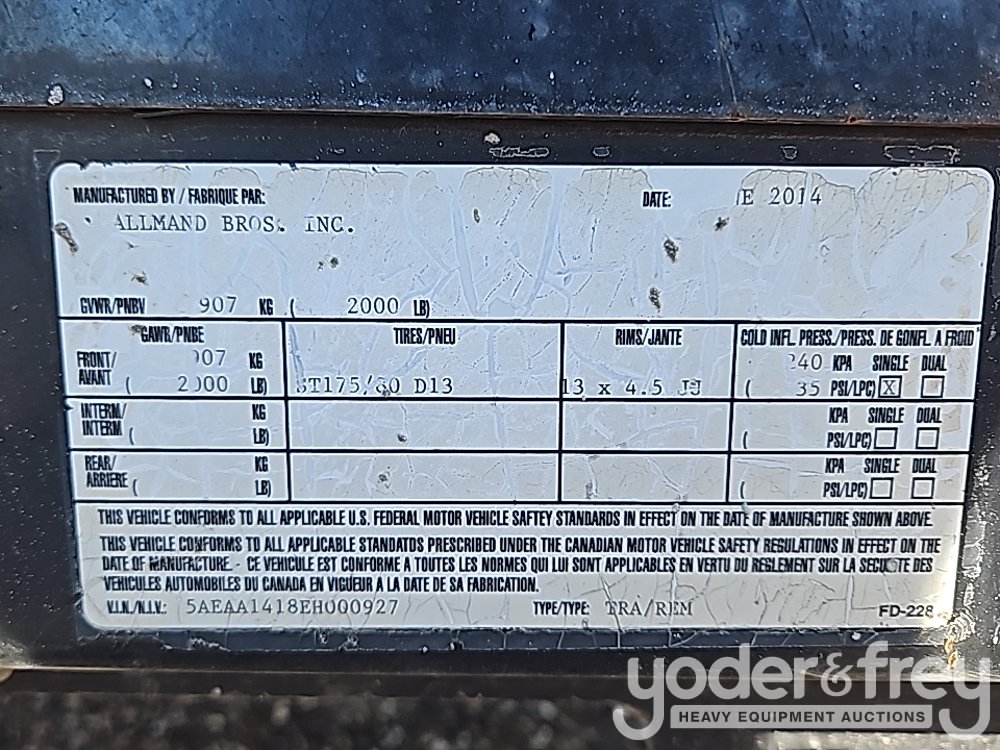 MANUFACTURED BY / FABRIQUE PAR: DATE: E 2014
ALLMAND BROS. INC.
GVWR/PNBV 907 KG ( 2000 LB)
GAWR/PNBE TIRES/PNEU RIMS/JANTE COLD INFL. PRESS./PRESS. DE GONFL. A FROID
FRONT/ 907 KG 240 KPA SINGLE DUAL
AVANT ( 2000 LB) ST175/80 D13 13 x 4.5 JJ ( 35 PSI/LPC) X
INTERM/ KG KPA SINGLE DUAL
INTERM ( LB) ( PSI/LPC)
REAR/ KG KPA SINGLE DUAL
ARRIERE ( LB) ( PSI/LPC)
THIS VEHICLE CONFORMS TO ALL APPLICABLE U.S. FEDERAL MOTOR VEHICLE SAFTEY STANDARDS IN EFFECT ON THE DATE OF MANUFACTURE SHOWN ABOVE.
THIS VEHICLE CONFORMS TO ALL APPLICABLE STANDATDS PRESCRIBED UNDER THE CANADIAN MOTOR VEHICLE SAFETY REGULATIONS IN EFFECT ON THE
DATE OF MANUFACTURE. - CE VEHICULE EST CONFORME A TOUTES LES NORMES QUI LUI SONT APPLICABLES EN VERTU DU REGLEMENT SUR LA SECURITE DES
VEHICULES AUTOMOBILES DU CANADA EN VIGUEUR A LA DATE DE SA FABRICATION.
V.I.N./N.I.V.: 5AEAA1418EH000927 TYPE/TYPE: TRA/REM FD-228
yoder&frey
HEAVY EQUIPMENT AUCTIONS